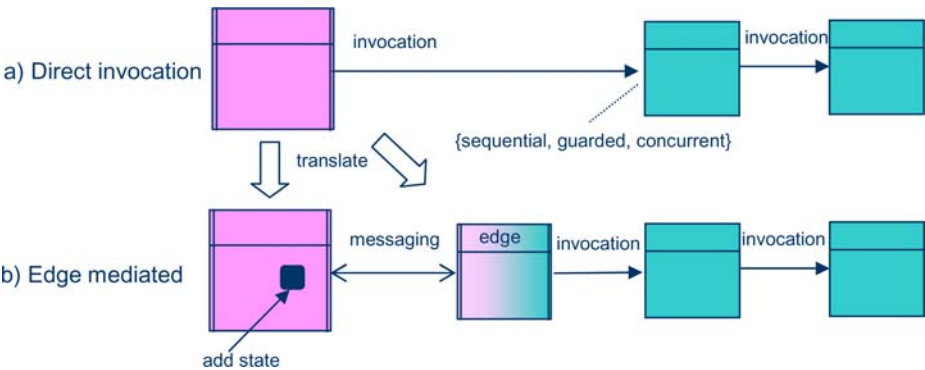 invocation
invocation
a) Direct invocation
{sequential, guarded, concurrent}
translate
messaging
edge
invocation
invocation
b) Edge mediated
add state